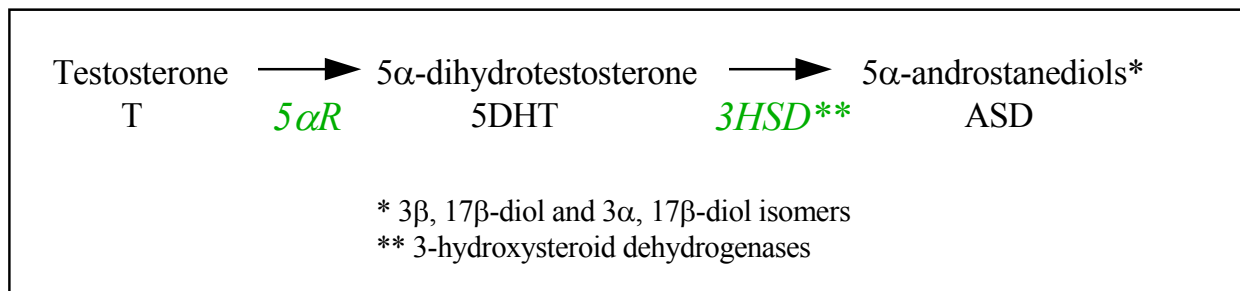 Testosterone 5α-dihydrotestosterone 5α-androstanediols*
T 5αR 5DHT 3HSD** ASD
* 3β, 17β-diol and 3α, 17β-diol isomers
** 3-hydroxysteroid dehydrogenases